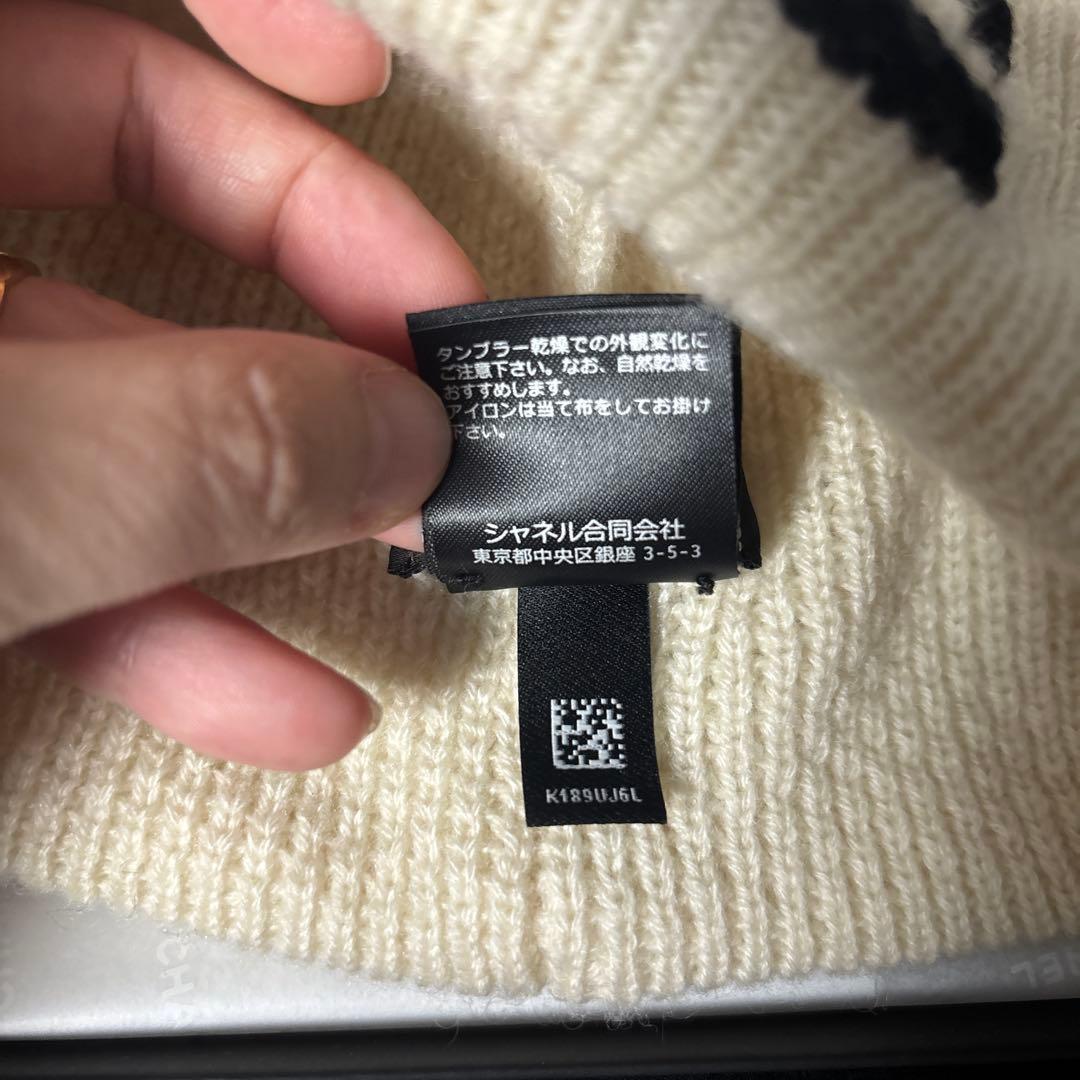 タンブラー乾燥での外観変化に
ご注意下さい。なお、自然乾燥を
おすすめします。
アイロンは当て布をしてお掛け
下さい。
シャネル合同会社
東京都中央区銀座 3-5-3
K189UJ6L
CHA
EL